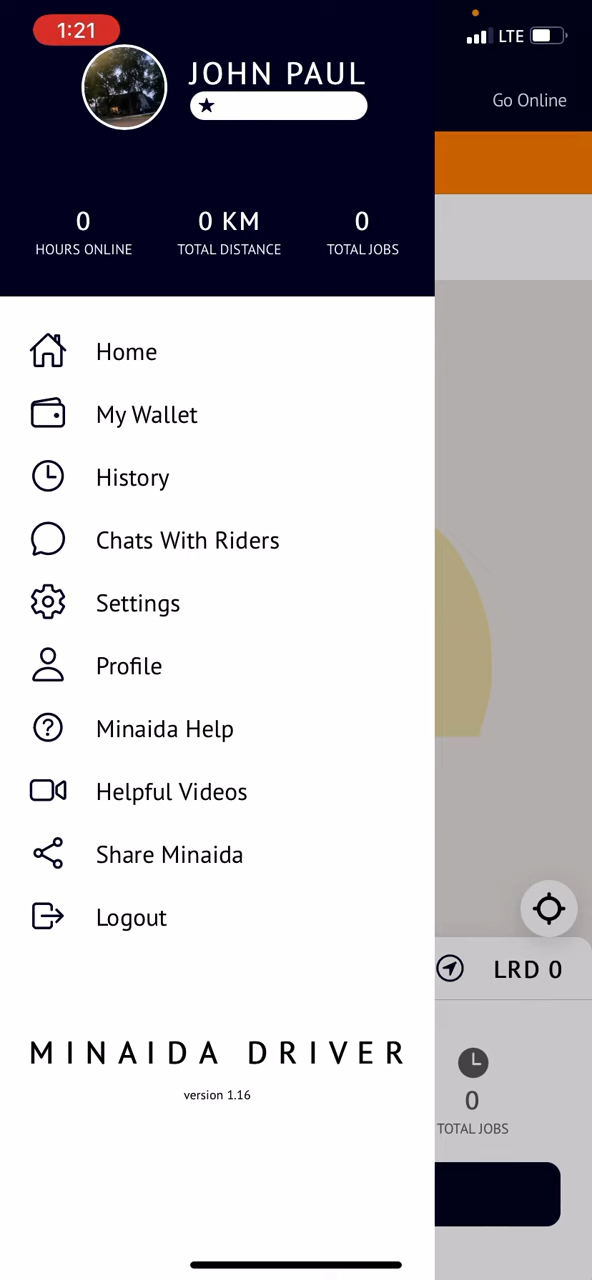 1:21
LTE
JOHN PAUL
Go Online
0
0 KM
0
HOURS ONLINE
TOTAL DISTANCE
TOTAL JOBS
Home
My Wallet
History
Chats With Riders
Settings
Profile
Minaida Help
Helpful Videos
Share Minaida
Logout
LRD 0
MINAIDA DRIVER
version 1.16
0
TOTAL JOBS